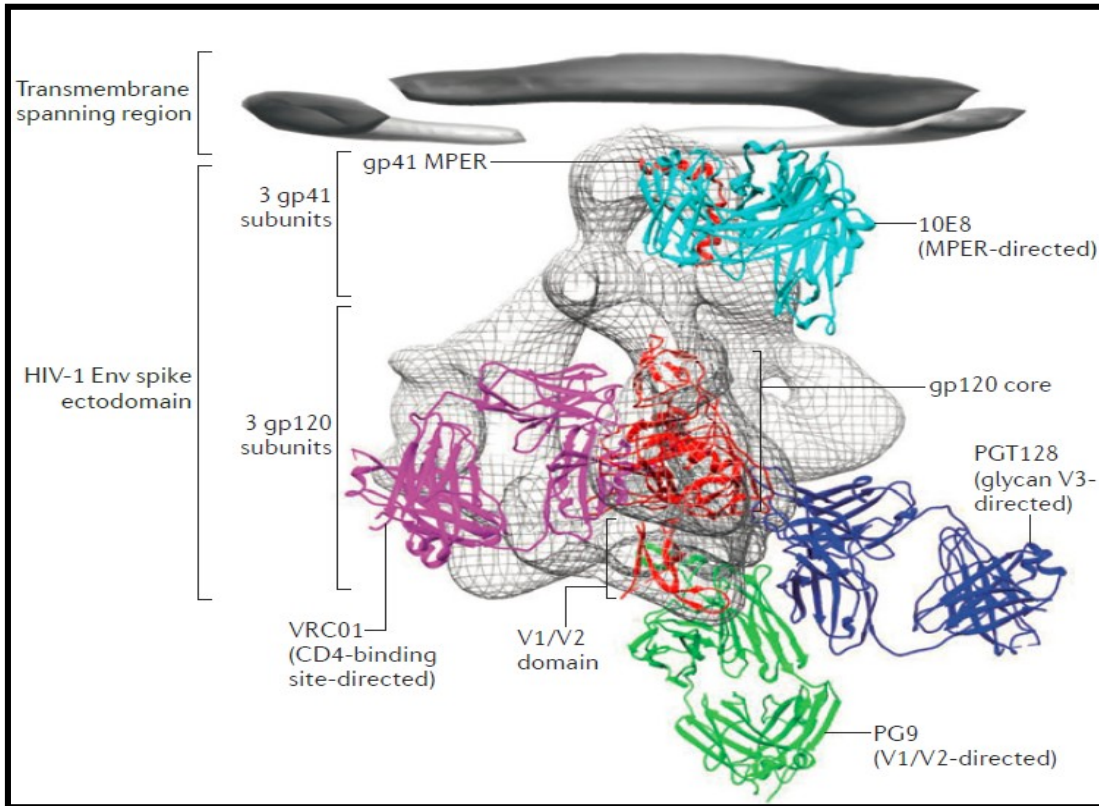 Transmembrane
spanning region
gp41 MPER
3 gp41
subunits
10E8
(MPER-directed)
HIV-1 Env spike
ectodomain
3 gp120
subunits
gp120 core
PGT128
(glycan V3-
directed)
VRC01
(CD4-binding
site-directed)
V1/V2
domain
PG9
(V1/V2-directed)